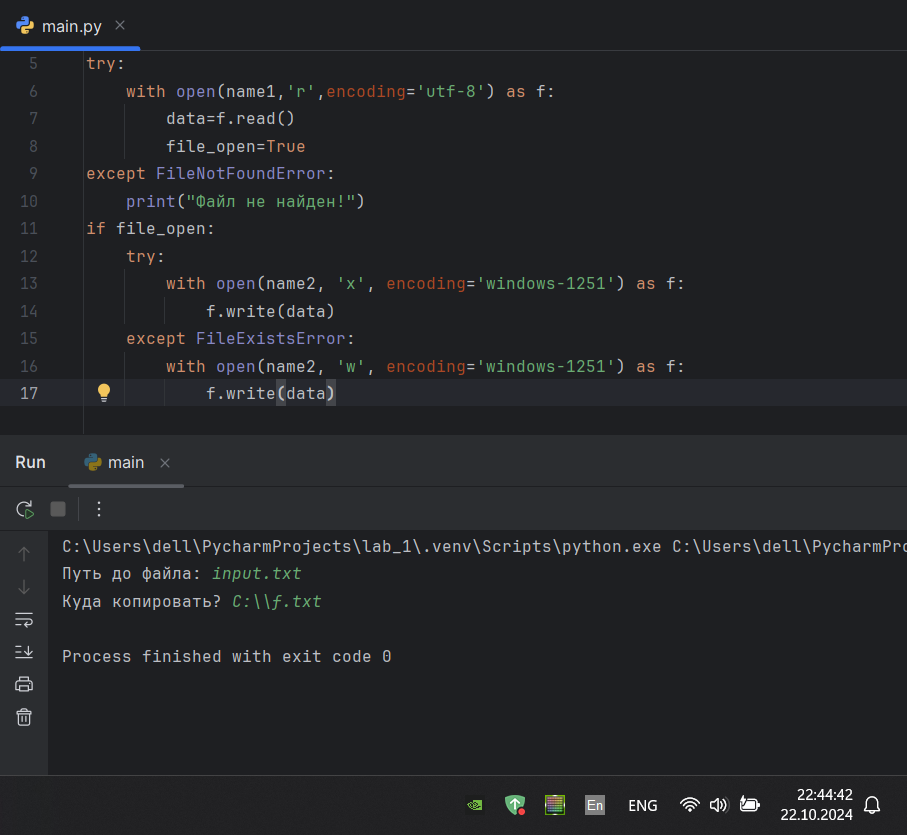 main.py
5 try:
6 with open(name1,'r',encoding='utf-8') as f:
7 data=f.read()
8 file_open=True
9 except FileNotFoundError:
10 print("Файл не найден!")
11 if file_open:
12 try:
13 with open(name2, 'x', encoding='windows-1251') as f:
14 f.write(data)
15 except FileExistsError:
16 with open(name2, 'w', encoding='windows-1251') as f:
17 f.write(data)
Run main
C:\Users\dell\PycharmProjects\lab_1\.venv\Scripts\python.exe C:\Users\dell\PycharmPro
Путь до файла: input.txt
Куда копировать? C:\\f.txt
Process finished with exit code 0
En ENG 22:44:42
22.10.2024